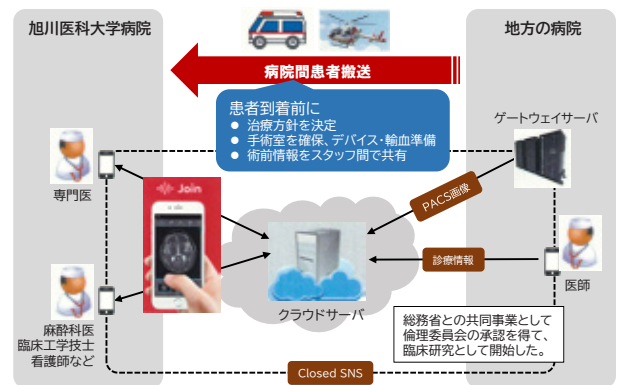 旭川医科大学病院
地方の病院
病院間患者搬送
患者到着前に
● 治療方針を決定
● 手術室を確保、デバイス・輸血準備
● 術前情報をスタッフ間で共有
ゲートウェイサーバ
専門医
Join
PACS画像
診療情報
医師
クラウドサーバ
麻酔科医
臨床工学技士
看護師など
総務省との共同事業として
倫理委員会の承認を得て、
臨床研究として開始した。
Closed SNS